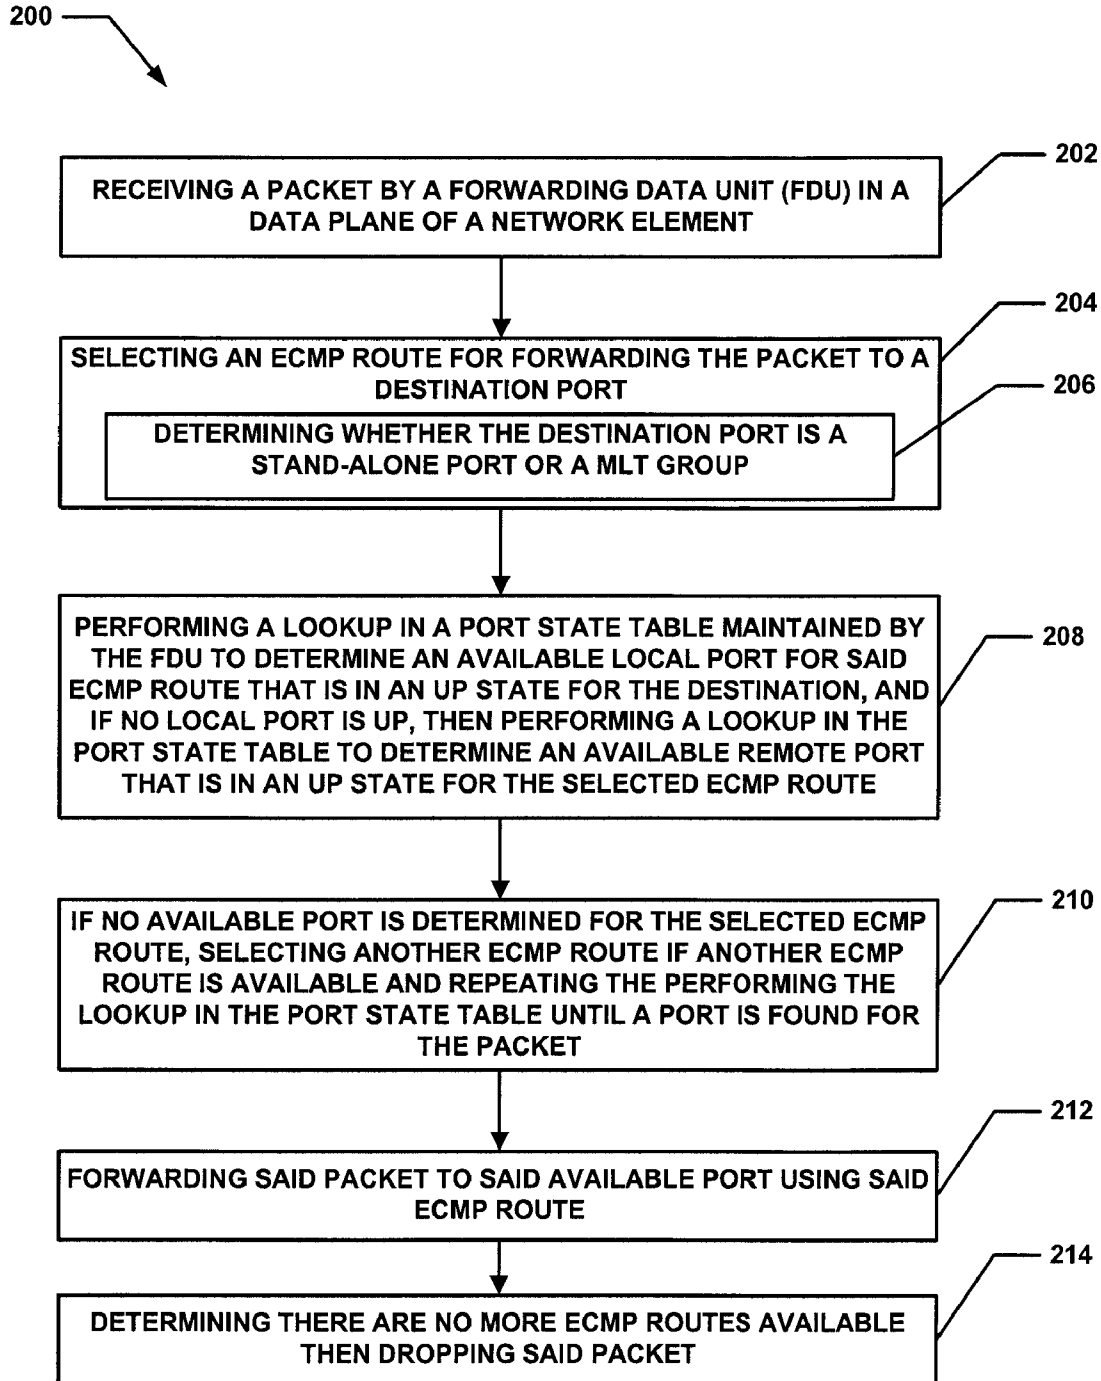 200
202
RECEIVING A PACKET BY A FORWARDING DATA UNIT (FDU) IN A
DATA PLANE OF A NETWORK ELEMENT
204
SELECTING AN ECMP ROUTE FOR FORWARDING THE PACKET TO A
DESTINATION PORT
206
DETERMINING WHETHER THE DESTINATION PORT IS A
STAND-ALONE PORT OR A MLT GROUP
PERFORMING A LOOKUP IN A PORT STATE TABLE MAINTAINED BY
THE FDU TO DETERMINE AN AVAILABLE LOCAL PORT FOR SAID
ECMP ROUTE THAT IS IN AN UP STATE FOR THE DESTINATION, AND
IF NO LOCAL PORT IS UP, THEN PERFORMING A LOOKUP IN THE
PORT STATE TABLE TO DETERMINE AN AVAILABLE REMOTE PORT
THAT IS IN AN UP STATE FOR THE SELECTED ECMP ROUTE
208
IF NO AVAILABLE PORT IS DETERMINED FOR THE SELECTED ECMP
ROUTE, SELECTING ANOTHER ECMP ROUTE IF ANOTHER ECMP
ROUTE IS AVAILABLE AND REPEATING THE PERFORMING THE
LOOKUP IN THE PORT STATE TABLE UNTIL A PORT IS FOUND FOR
THE PACKET
210
212
FORWARDING SAID PACKET TO SAID AVAILABLE PORT USING SAID
ECMP ROUTE
214
DETERMINING THERE ARE NO MORE ECMP ROUTES AVAILABLE
THEN DROPPING SAID PACKET